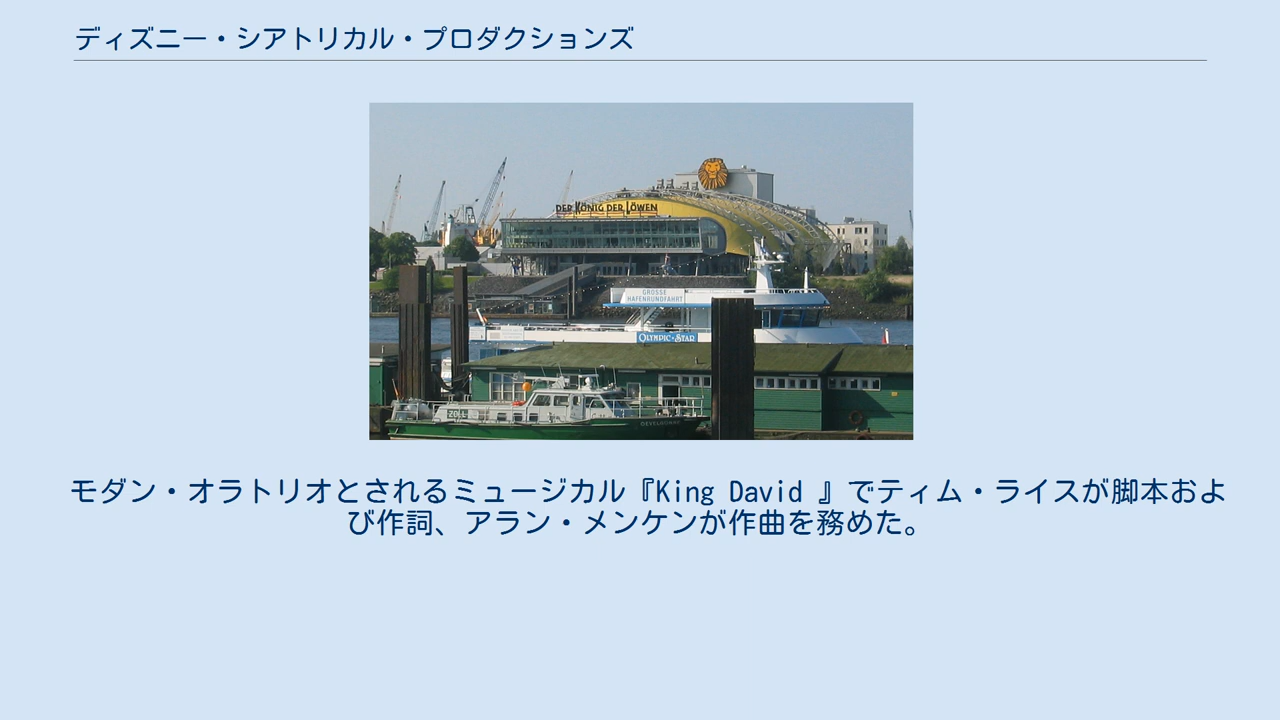 ディズニー・シアトリカル・プロダクションズ
DER KÖNIG DER LÖWEN
GROSSE
HAFENRUNDFAHRT
OLYMPIC-STAR
ZOLL
モダン・オラトリオとされるミュージカル『King David 』でティム・ライスが脚本およ
び作詞、アラン・メンケンが作曲を務めた。